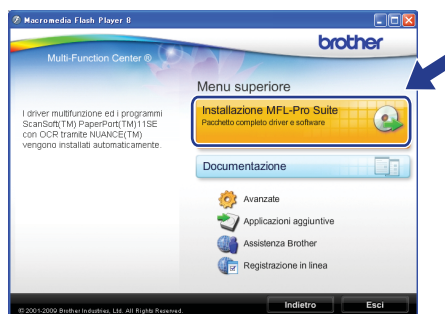 Macromedia Flash Player 8
brother
Multi-Function Center ®
Menu superiore
I driver multifunzione ed i programmi
ScanSoft(TM) PaperPort(TM)11SE
con OCR tramite NUANCE(TM)
vengono installati automaticamente.
Installazione MFL-Pro Suite
Pacchetto completo driver e software
Documentazione
Avanzate
Applicazioni aggiuntive
Assistenza Brother
Registrazione in linea
Indietro
Esci
© 2001-2009 Brother Industries, Ltd. All Rights Reserved.